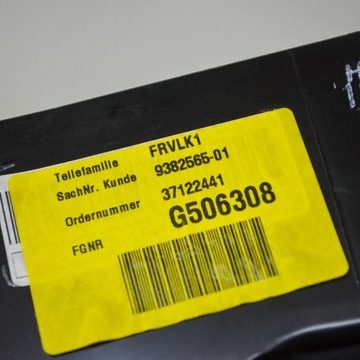 Teilefamilie FRVLK1
SachNr. Kunde 9382565-01
Ordernummer 37122441
FGNR G506308